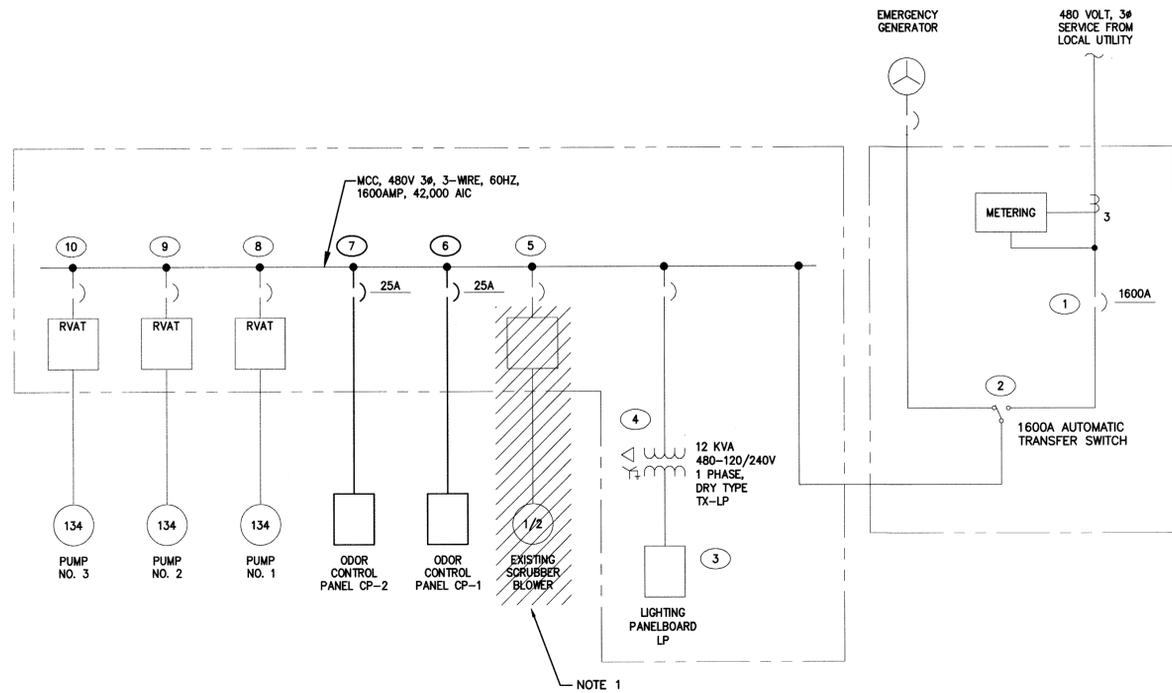 EMERGENCY
GENERATOR
480 VOLT, 3ø
SERVICE FROM
LOCAL UTILITY
MCC, 480V 3ø, 3-WIRE, 60HZ,
1600AMP, 42,000 AIC
METERING
3
10
9
8
7
6
5
25A
25A
1
1600A
RVAT
RVAT
RVAT
2
1600A AUTOMATIC
TRANSFER SWITCH
4
12 KVA
480-120/240V
1 PHASE,
DRY TYPE
TX-LP
134
134
134
1/2
3
PUMP
NO. 3
PUMP
NO. 2
PUMP
NO. 1
ODOR
CONTROL
PANEL CP-2
ODOR
CONTROL
PANEL CP-1
EXISTING
SCRUBBER
BLOWER
LIGHTING
PANELBOARD
LP
NOTE 1